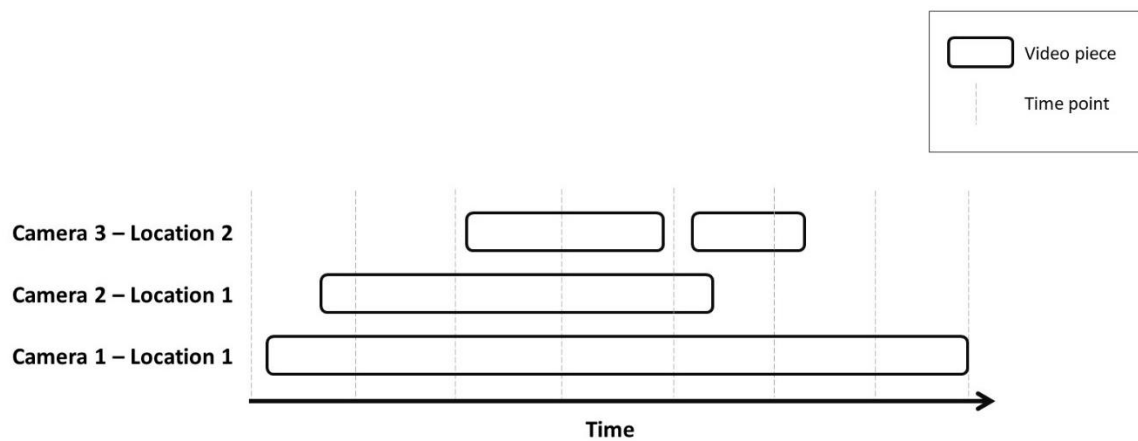 Video piece
Time point
Camera 3 – Location 2
Camera 2 – Location 1
Camera 1 – Location 1
Time